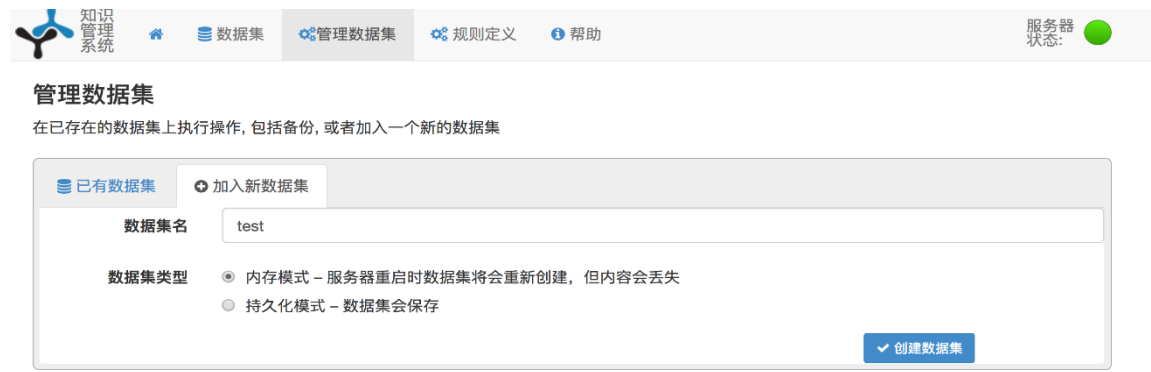 知识
管理
系统
数据集 管理数据集 规则定义 帮助
服务器
状态:
管理数据集
在已存在的数据集上执行操作, 包括备份, 或者加入一个新的数据集
已有数据集 加入新数据集
数据集名 test
数据集类型 内存模式 – 服务器重启时数据集将会重新创建，但内容会丢失
持久化模式 – 数据集会保存
创建数据集